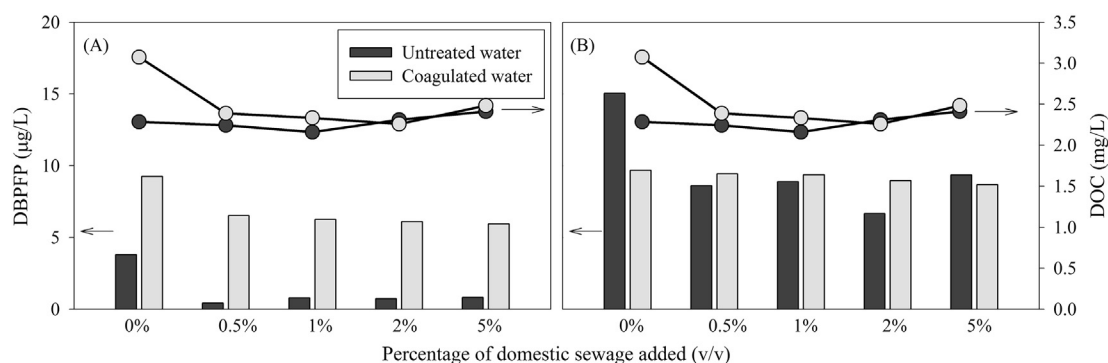 20
15
10
5
0
DBPFP (μg/L)
(A)
Untreated water
Coagulated water
(B)
3.5
3.0
2.5
2.0
1.5
1.0
0.5
0.0
DOC (mg/L)
0% 0.5% 1% 2% 5% 0% 0.5% 1% 2% 5%
Percentage of domestic sewage added (v/v)